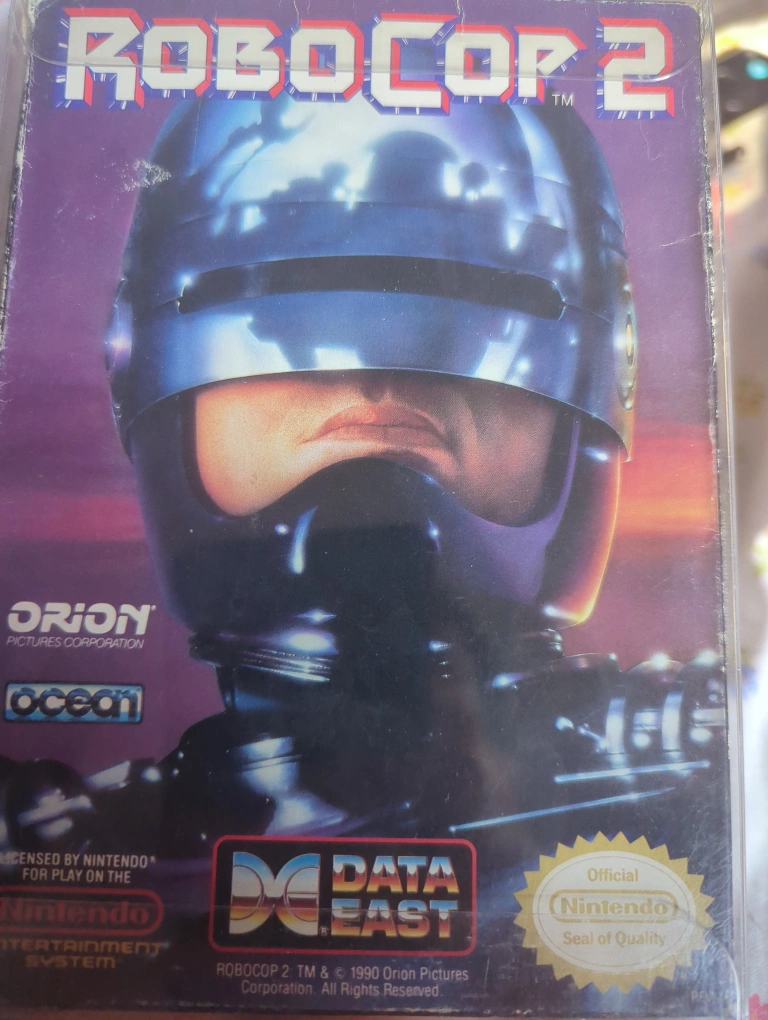 ROBOCOP 2
TM
ORION®
PICTURES CORPORATION
ocean
LICENSED BY NINTENDO®
FOR PLAY ON THE
Nintendo
ENTERTAINMENT
SYSTEM™
DATA
EAST®
Official
Nintendo
Seal of Quality
ROBOCOP 2 TM & © 1990 Orion Pictures
Corporation. All Rights Reserved.